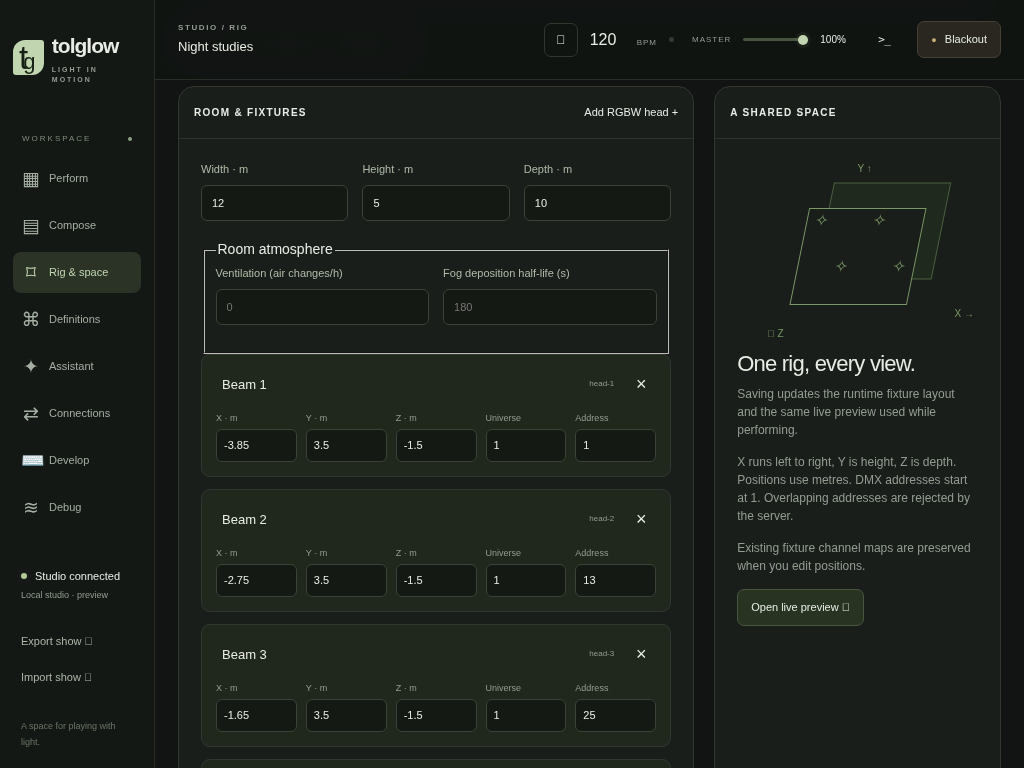 tolglow
LIGHT IN
MOTION
WORKSPACE
Perform
Compose
Rig & space
Definitions
Assistant
Connections
Develop
Debug
Studio connected
Local studio · preview
Export show
Import show
A space for playing with
light.
STUDIO / RIG
Night studies
120 BPM
MASTER 100%
>_
Blackout
ROOM & FIXTURES
Add RGBW head +
Width · m Height · m Depth · m
12 5 10
Room atmosphere
Ventilation (air changes/h) Fog deposition half-life (s)
0 180
Beam 1 head-1 ×
X · m Y · m Z · m Universe Address
-3.85 3.5 -1.5 1 1
Beam 2 head-2 ×
X · m Y · m Z · m Universe Address
-2.75 3.5 -1.5 1 13
Beam 3 head-3 ×
X · m Y · m Z · m Universe Address
-1.65 3.5 -1.5 1 25
A SHARED SPACE
Y ↑
X →
Z
One rig, every view.
Saving updates the runtime fixture layout
and the same live preview used while
performing.
X runs left to right, Y is height, Z is depth.
Positions use metres. DMX addresses start
at 1. Overlapping addresses are rejected by
the server.
Existing fixture channel maps are preserved
when you edit positions.
Open live preview